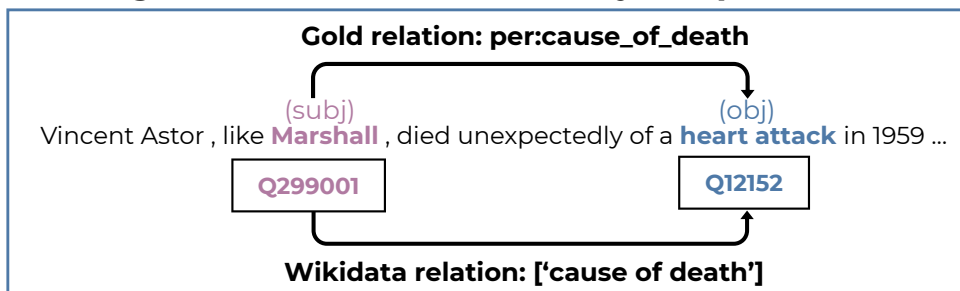 Gold relation: per:cause_of_death
(subj) (obj)
Vincent Astor , like Marshall , died unexpectedly of a heart attack in 1959 ...
Q299001 Q12152
Wikidata relation: [‘cause of death’]